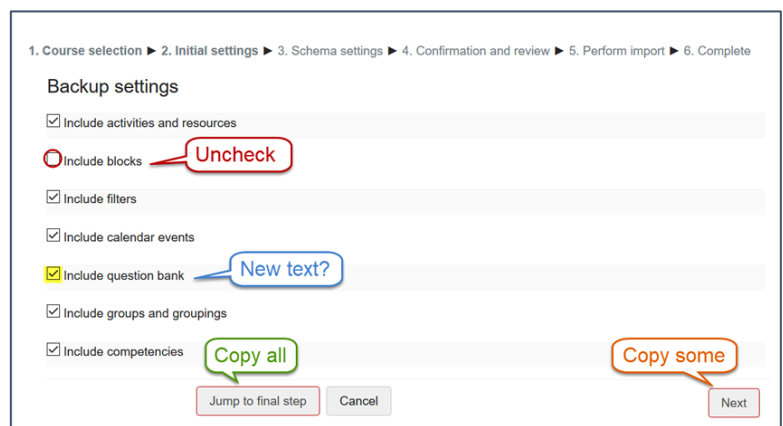 1. Course selection ► 2. Initial settings ► 3. Schema settings ► 4. Confirmation and review ► 5. Perform import ► 6. Complete
Backup settings
Include activities and resources
Include blocks
Uncheck
Include filters
Include calendar events
Include question bank
New text?
Include groups and groupings
Include competencies
Copy all
Copy some
Jump to final step
Cancel
Next